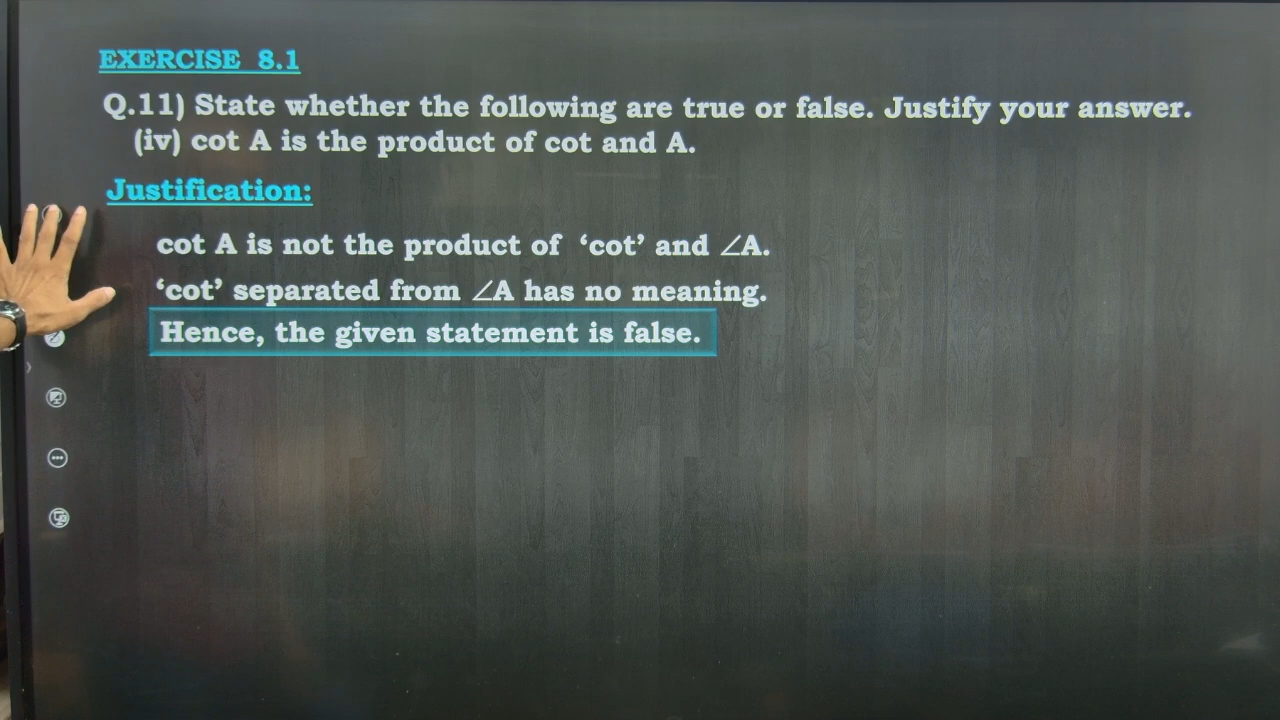 EXERCISE 8.1
Q.11) State whether the following are true or false. Justify your answer.
(iv) cot A is the product of cot and A.
Justification:
cot A is not the product of ‘cot’ and ∠A.
‘cot’ separated from ∠A has no meaning.
Hence, the given statement is false.